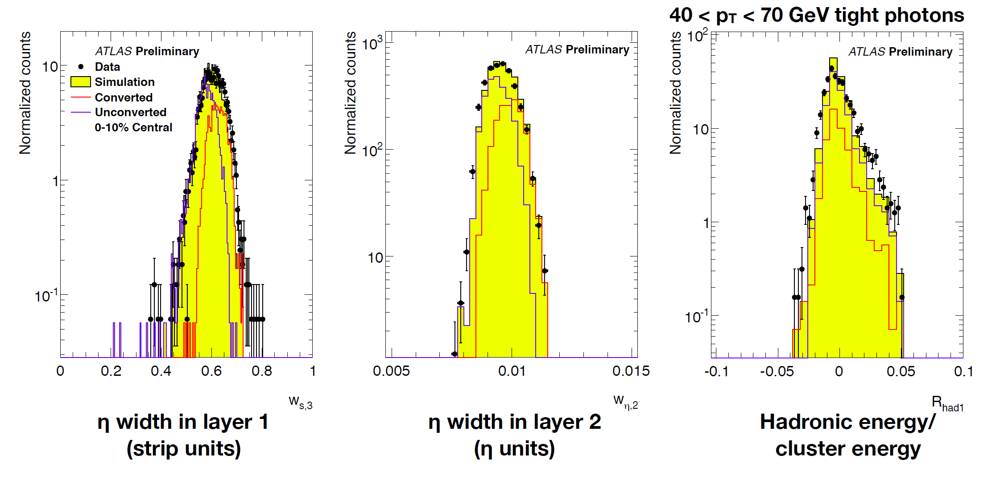 40 < pT < 70 GeV tight photons
Normalized counts
ATLAS Preliminary
Data
Simulation
Converted
Unconverted
0-10% Central
10
1
10-1
0 0.2 0.4 0.6 0.8 1
ws,3
η width in layer 1
(strip units)
Normalized counts
ATLAS Preliminary
103
102
10
0.005 0.01 0.015
wη,2
η width in layer 2
(η units)
Normalized counts
ATLAS Preliminary
102
10
1
10-1
-0.1 -0.05 0 0.05 0.1
Rhad1
Hadronic energy/
cluster energy